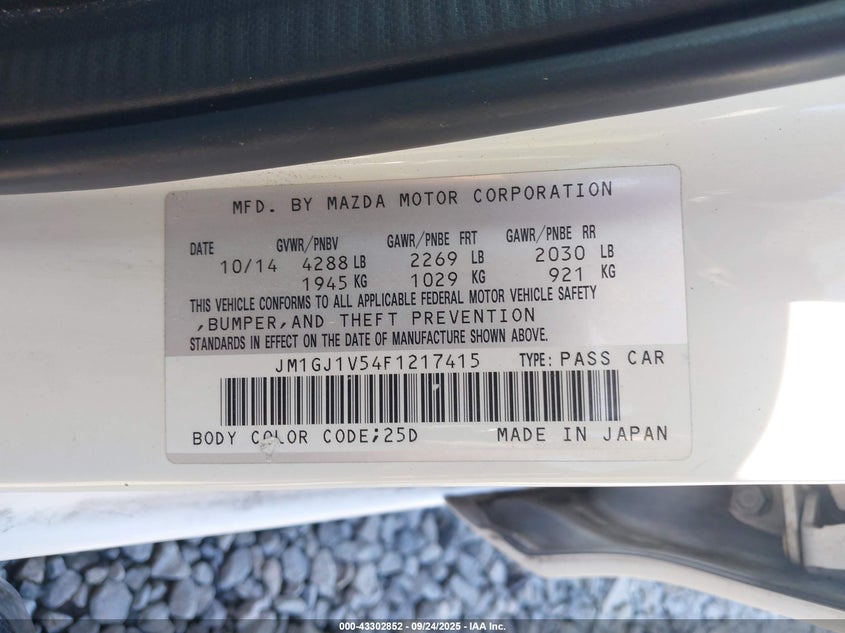 MFD. BY MAZDA MOTOR CORPORATION
DATE GVWR/PNBV GAWR/PNBE FRT GAWR/PNBE RR
10/14 4288 LB 2269 LB 2030 LB
1945 KG 1029 KG 921 KG
THIS VEHICLE CONFORMS TO ALL APPLICABLE FEDERAL MOTOR VEHICLE SAFETY
,BUMPER,AND THEFT PREVENTION
STANDARDS IN EFFECT ON THE DATE OF MANUFACTURE SHOWN ABOVE.
JM1GJ1V54F1217415 TYPE: PASS CAR
BODY COLOR CODE;25D MADE IN JAPAN
000-43302852 - 09/24/2025 - IAA Inc.